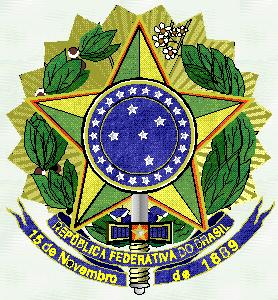 REPÚBLICA FEDERATIVA DO BRASIL
15 de Novembro de 1889